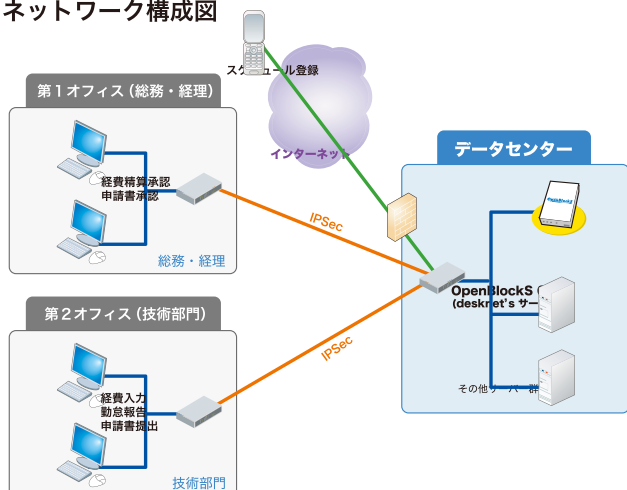 ネットワーク構成図
スケジュール登録
インターネット
第1オフィス(総務・経理)
経費精算承認
申請書承認
総務・経理
IPSec
データセンター
OpenBlockS
OpenBlockS
(desknet's サー
その他サーバー群
第2オフィス(技術部門)
経費入力
勤怠報告
申請書提出
技術部門
IPSec